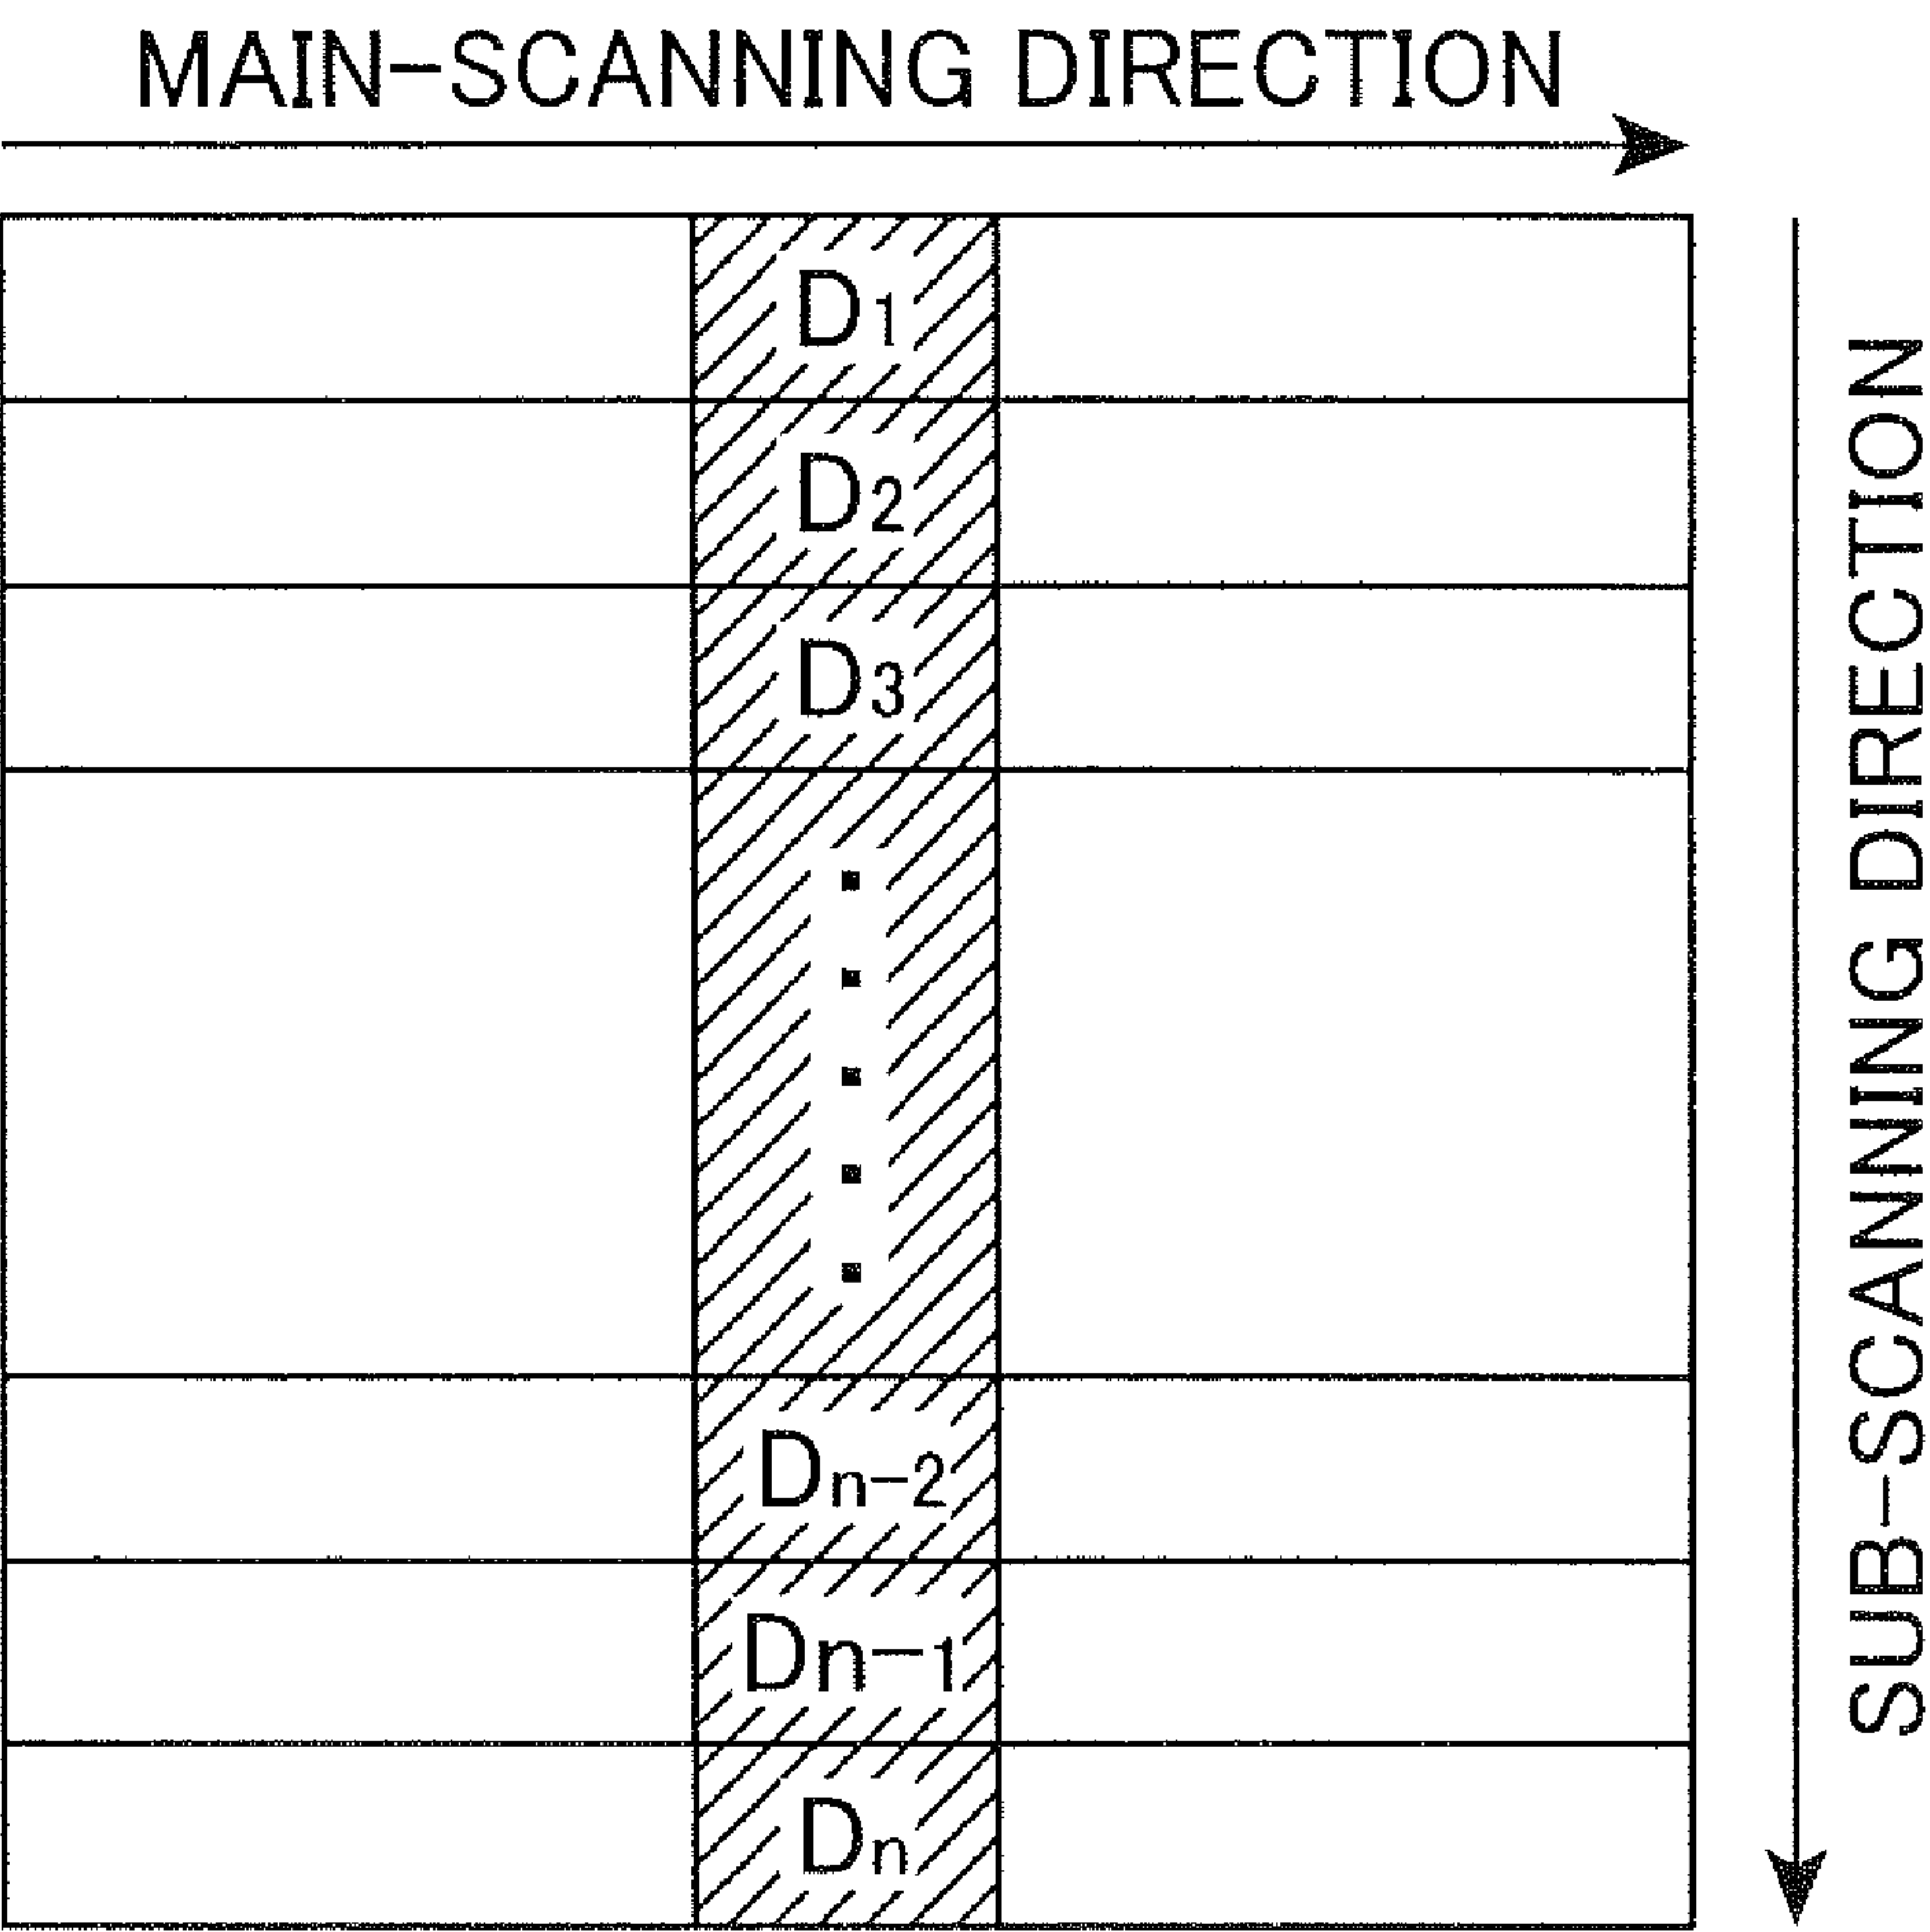 MAIN-SCANNING DIRECTION
D1
D2
D3
Dn-2
Dn-1
Dn
SUB-SCANNING DIRECTION